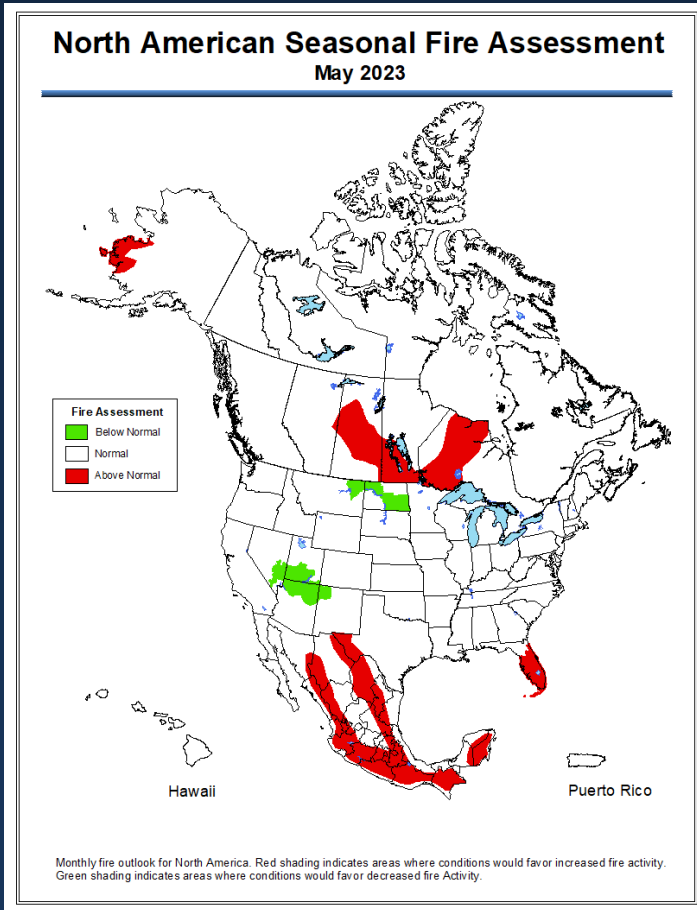 North American Seasonal Fire Assessment
May 2023
Fire Assessment
Below Normal
Normal
Above Normal
Hawaii
Puerto Rico
Monthly fire outlook for North America. Red shading indicates areas where conditions would favor increased fire activity.
Green shading indicates areas where conditions would favor decreased fire Activity.